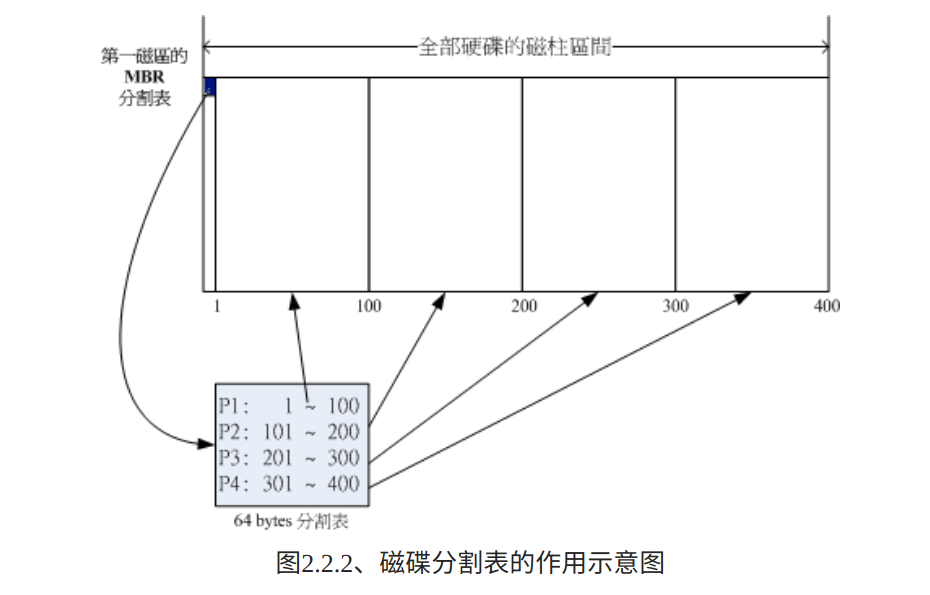 全部硬碟的磁柱區間
第一磁區的
MBR
分割表
1
100
200
300
400
P1: 1 ~ 100
P2: 101 ~ 200
P3: 201 ~ 300
P4: 301 ~ 400
64 bytes 分割表
图2.2.2、磁碟分割表的作用示意图